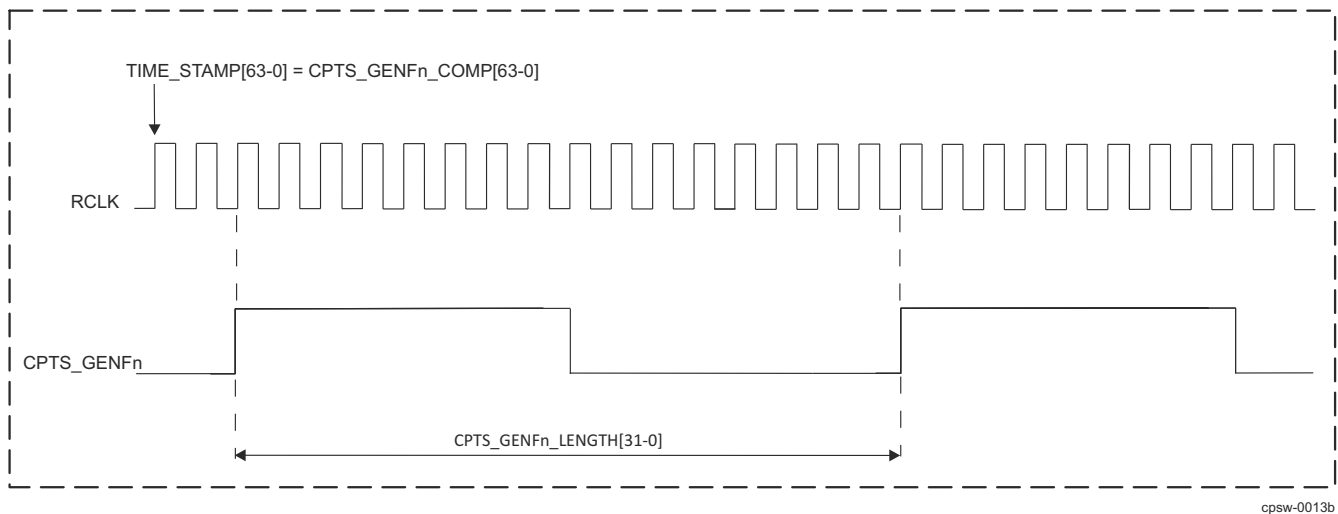 TIME_STAMP[63-0] = CPTS_GENFn_COMP[63-0]
RCLK
CPTS_GENFn
CPTS_GENFn_LENGTH[31-0]
cpsw-0013b